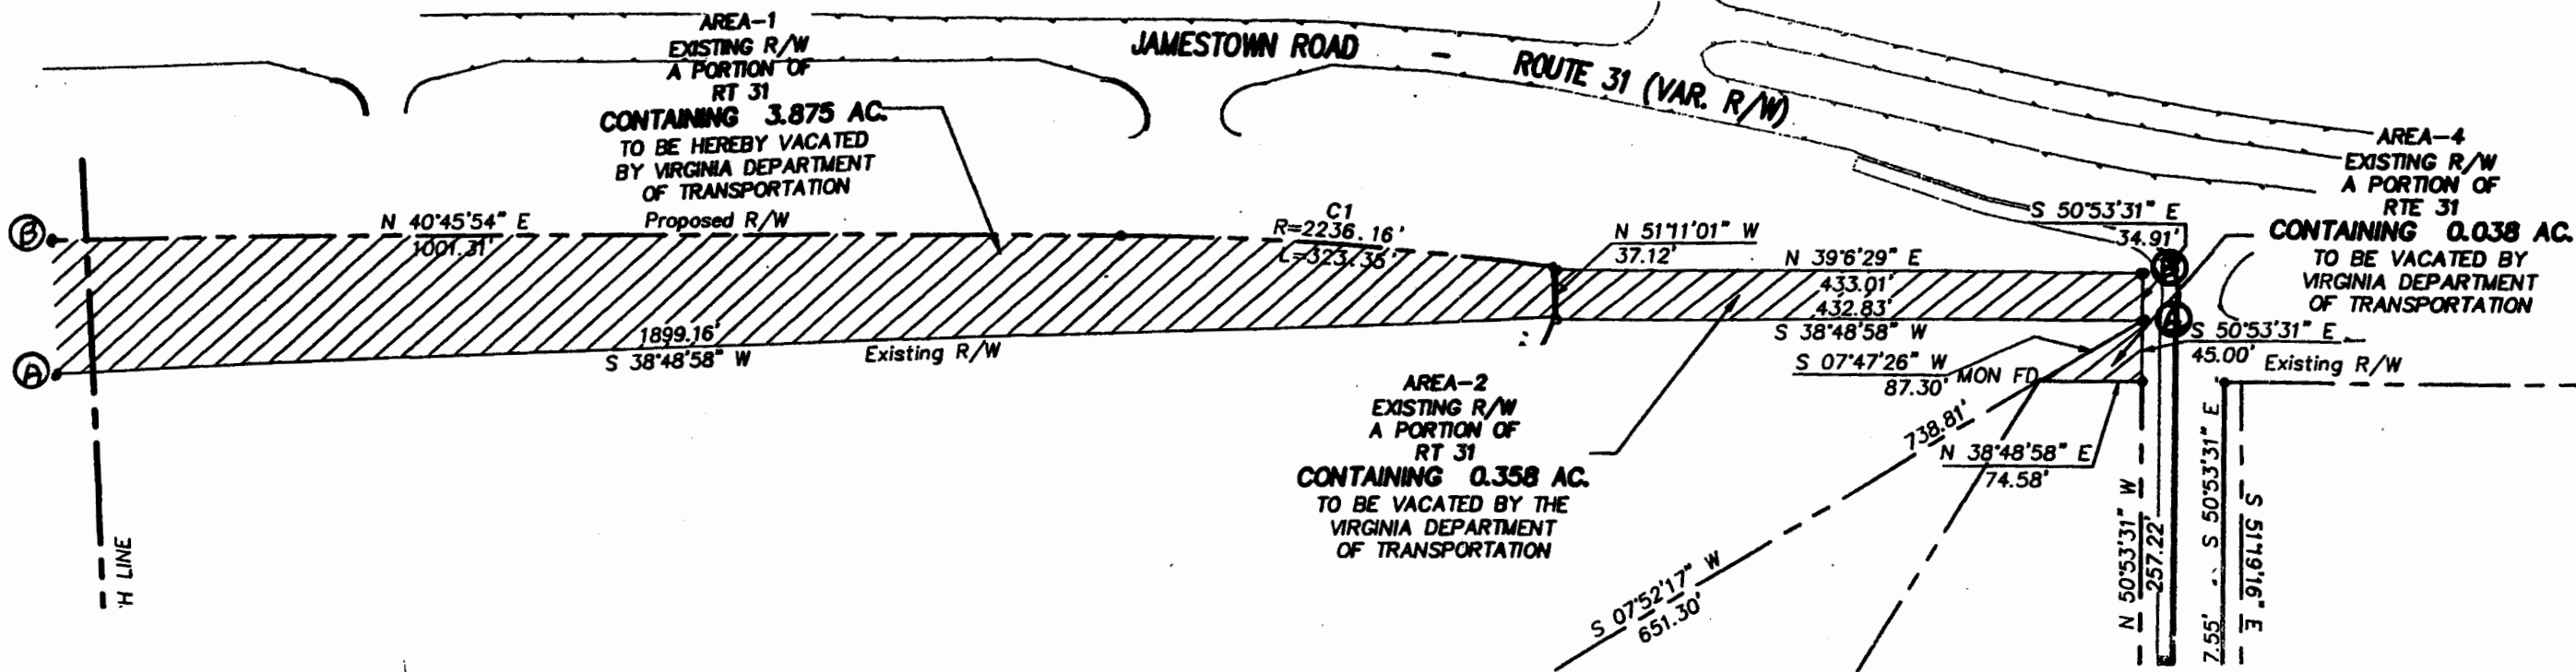 AREA-1
EXISTING R/W
A PORTION OF
RT 31
CONTAINING 3.875 AC.
TO BE HEREBY VACATED
BY VIRGINIA DEPARTMENT
OF TRANSPORTATION
JAMESTOWN ROAD - ROUTE 31 (VAR. R/W)
AREA-4
EXISTING R/W
A PORTION OF
RTE 31
CONTAINING 0.038 AC.
TO BE VACATED BY
VIRGINIA DEPARTMENT
OF TRANSPORTATION
B
N 40°45'54" E
1001.31'
Proposed R/W
C1
R=2236.16'
L=323.35'
N 51°11'01" W
37.12'
N 39°6'29" E
433.01'
432.83'
S 38°48'58" W
S 50°53'31" E
34.91'
B
A
A
1899.16'
S 38°48'58" W
Existing R/W
S 50°53'31" E
45.00'
Existing R/W
S 07°47'26" W
87.30'
MON FD
738.81'
N 38°48'58" E
74.58'
AREA-2
EXISTING R/W
A PORTION OF
RT 31
CONTAINING 0.358 AC.
TO BE VACATED BY THE
VIRGINIA DEPARTMENT
OF TRANSPORTATION
S 07°52'17" W
651.30'
H LINE
N 50°53'31" W
257.22'
7.55'
S 50°53'31" E
S 51°19'16" E